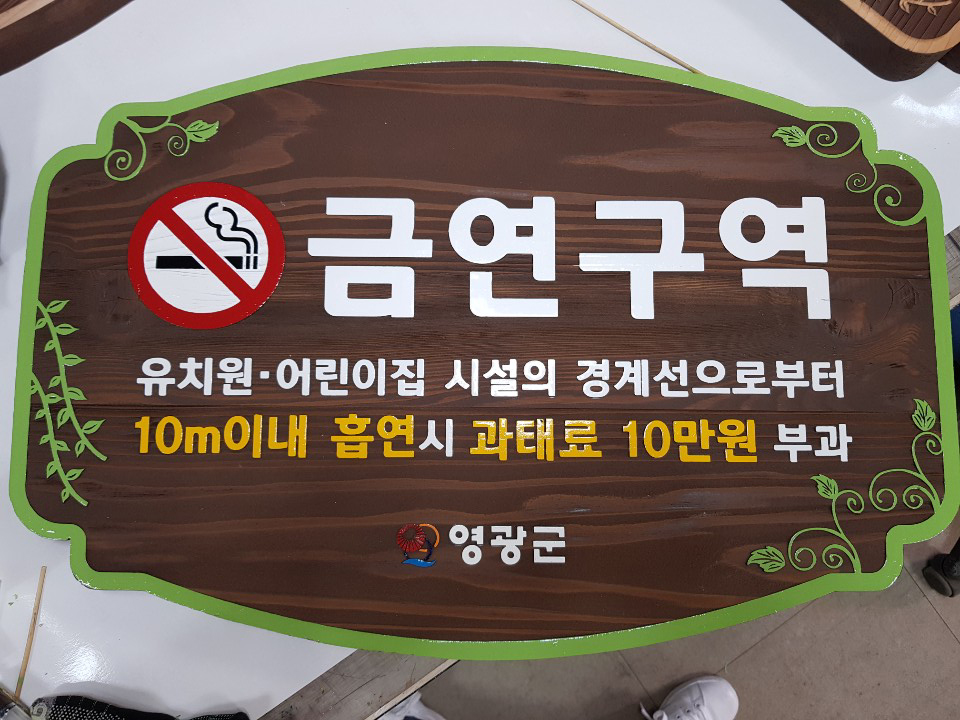 금연구역
유치원·어린이집 시설의 경계선으로부터
10m이내 흡연시 과태료 10만원 부과
영광군